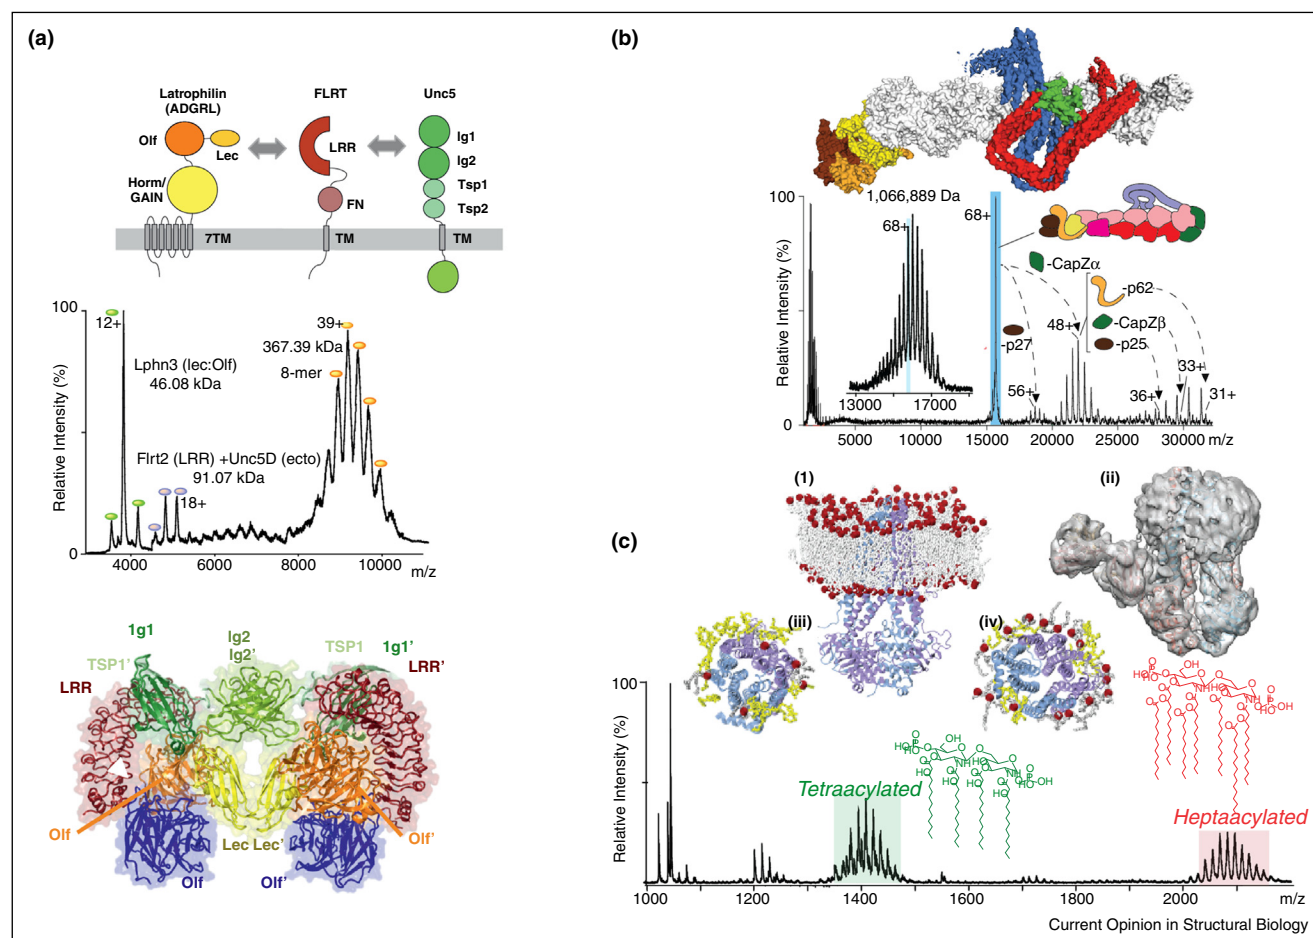 (a)
Latrophilin
(ADGRL)
FLRT
Unc5
Olf
Lec
LRR
Ig1
Ig2
Horm/
GAIN
FN
Tsp1
Tsp2
7TM
TM
TM
100
12+
39+
367.39 kDa
8-mer
Lphn3 (lec:Olf)
46.08 kDa
Flrt2 (LRR) +Unc5D (ecto)
91.07 kDa
18+
Relative Intensity (%)
0
4000
6000
8000
10000
m/z
1g1
TSP1'
Ig2
Ig2'
TSP1
1g1'
LRR'
LRR
Olf
Lec Lec'
Olf'
Olf
Olf'
(b)
100
1,066,889 Da
68+
68+
-CapZα
-p62
-p27
48+
-CapZβ
-p25
56+
36+
33+
31+
13000
17000
Relative Intensity (%)
0
5000
10000
15000
20000
25000
30000
m/z
(c)
(1)
(ii)
(iii)
(iv)
100
Tetraacylated
Heptaacylated
Relative Intensity (%)
0
1000
1200
1400
1600
1800
2000
m/z
Current Opinion in Structural Biology